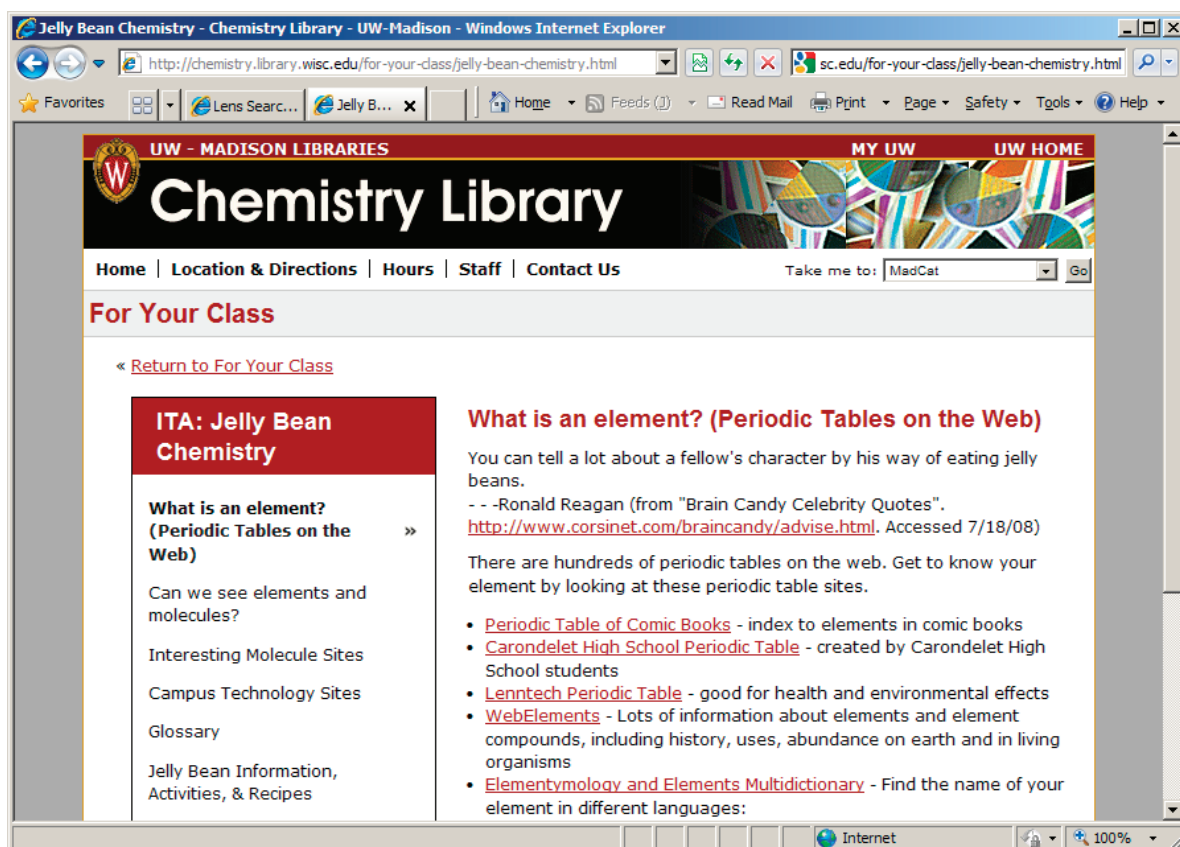 Jelly Bean Chemistry - Chemistry Library - UW-Madison - Windows Internet Explorer
http://chemistry.library.wisc.edu/for-your-class/jelly-bean-chemistry.html
sc.edu/for-your-class/jelly-bean-chemistry.html
Favorites Lens Searc... Jelly B... Home Feeds (J) Read Mail Print Page Safety Tools Help
UW - MADISON LIBRARIES MY UW UW HOME
W
Chemistry Library
Home | Location & Directions | Hours | Staff | Contact Us Take me to: MadCat Go
For Your Class
« Return to For Your Class
ITA: Jelly Bean
Chemistry
What is an element?
(Periodic Tables on the »
Web)
Can we see elements and
molecules?
Interesting Molecule Sites
Campus Technology Sites
Glossary
Jelly Bean Information,
Activities, & Recipes
What is an element? (Periodic Tables on the Web)
You can tell a lot about a fellow's character by his way of eating jelly
beans.
- - -Ronald Reagan (from "Brain Candy Celebrity Quotes".
http://www.corsinet.com/braincandy/advise.html. Accessed 7/18/08)
There are hundreds of periodic tables on the web. Get to know your
element by looking at these periodic table sites.
• Periodic Table of Comic Books - index to elements in comic books
• Carondelet High School Periodic Table - created by Carondelet High
School students
• Lenntech Periodic Table - good for health and environmental effects
• WebElements - Lots of information about elements and element
compounds, including history, uses, abundance on earth and in living
organisms
• Elementymology and Elements Multidictionary - Find the name of your
element in different languages:
Internet 100%